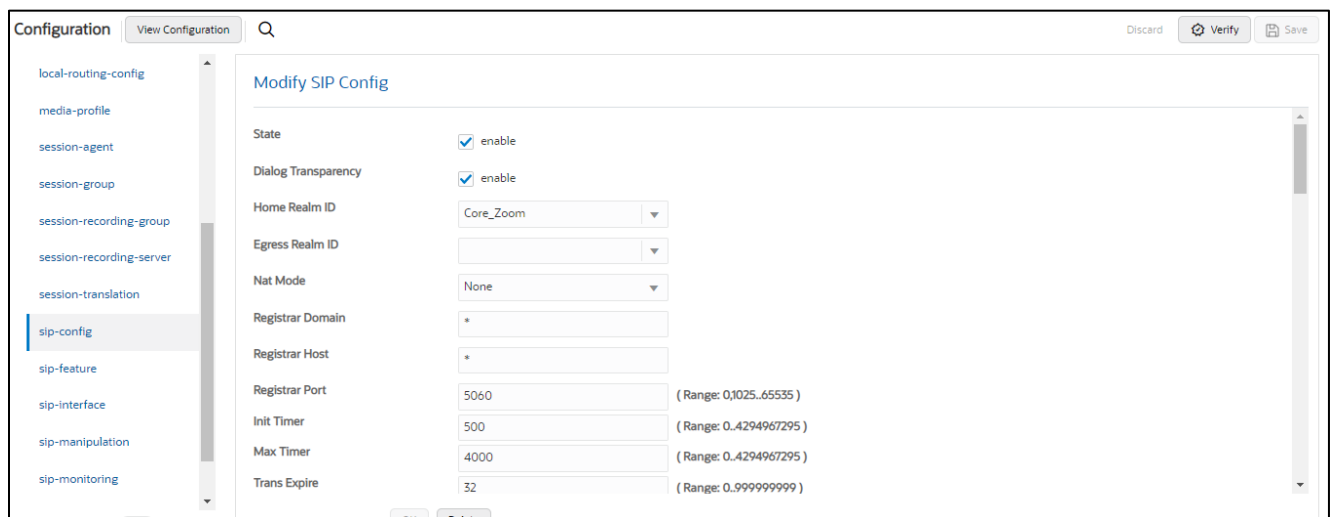 Configuration View Configuration Discard Verify Save
local-routing-config
media-profile
session-agent
session-group
session-recording-group
session-recording-server
session-translation
sip-config
sip-feature
sip-interface
sip-manipulation
sip-monitoring
Modify SIP Config
State enable
Dialog Transparency enable
Home Realm ID Core_Zoom
Egress Realm ID
Nat Mode None
Registrar Domain *
Registrar Host *
Registrar Port 5060 ( Range: 0,1025..65535 )
Init Timer 500 ( Range: 0..4294967295 )
Max Timer 4000 ( Range: 0..4294967295 )
Trans Expire 32 ( Range: 0..999999999 )